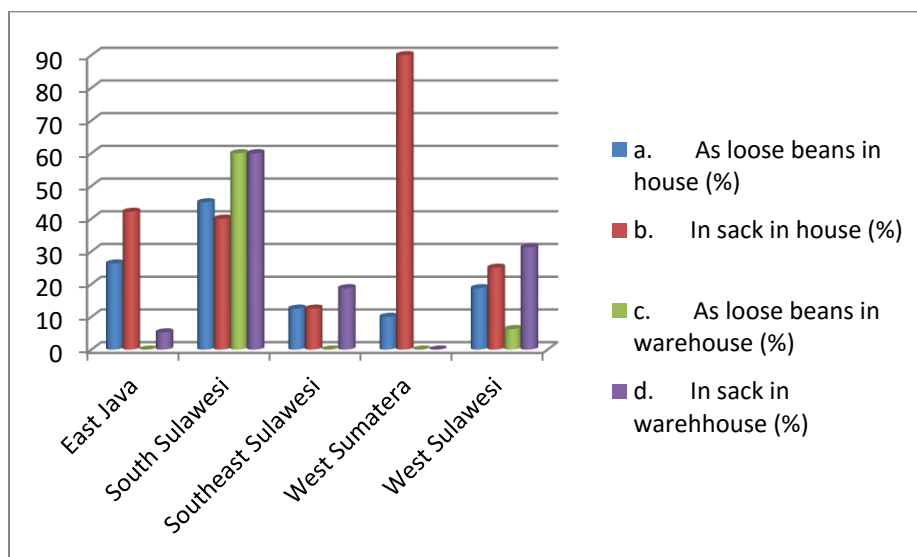 90
80
70
60
50
40
30
20
10
0
East Java
South Sulawesi
Southeast Sulawesi
West Sumatera
West Sulawesi
a. As loose beans in
house (%)
b. In sack in house (%)
c. As loose beans in
warehouse (%)
d. In sack in
warehhouse (%)